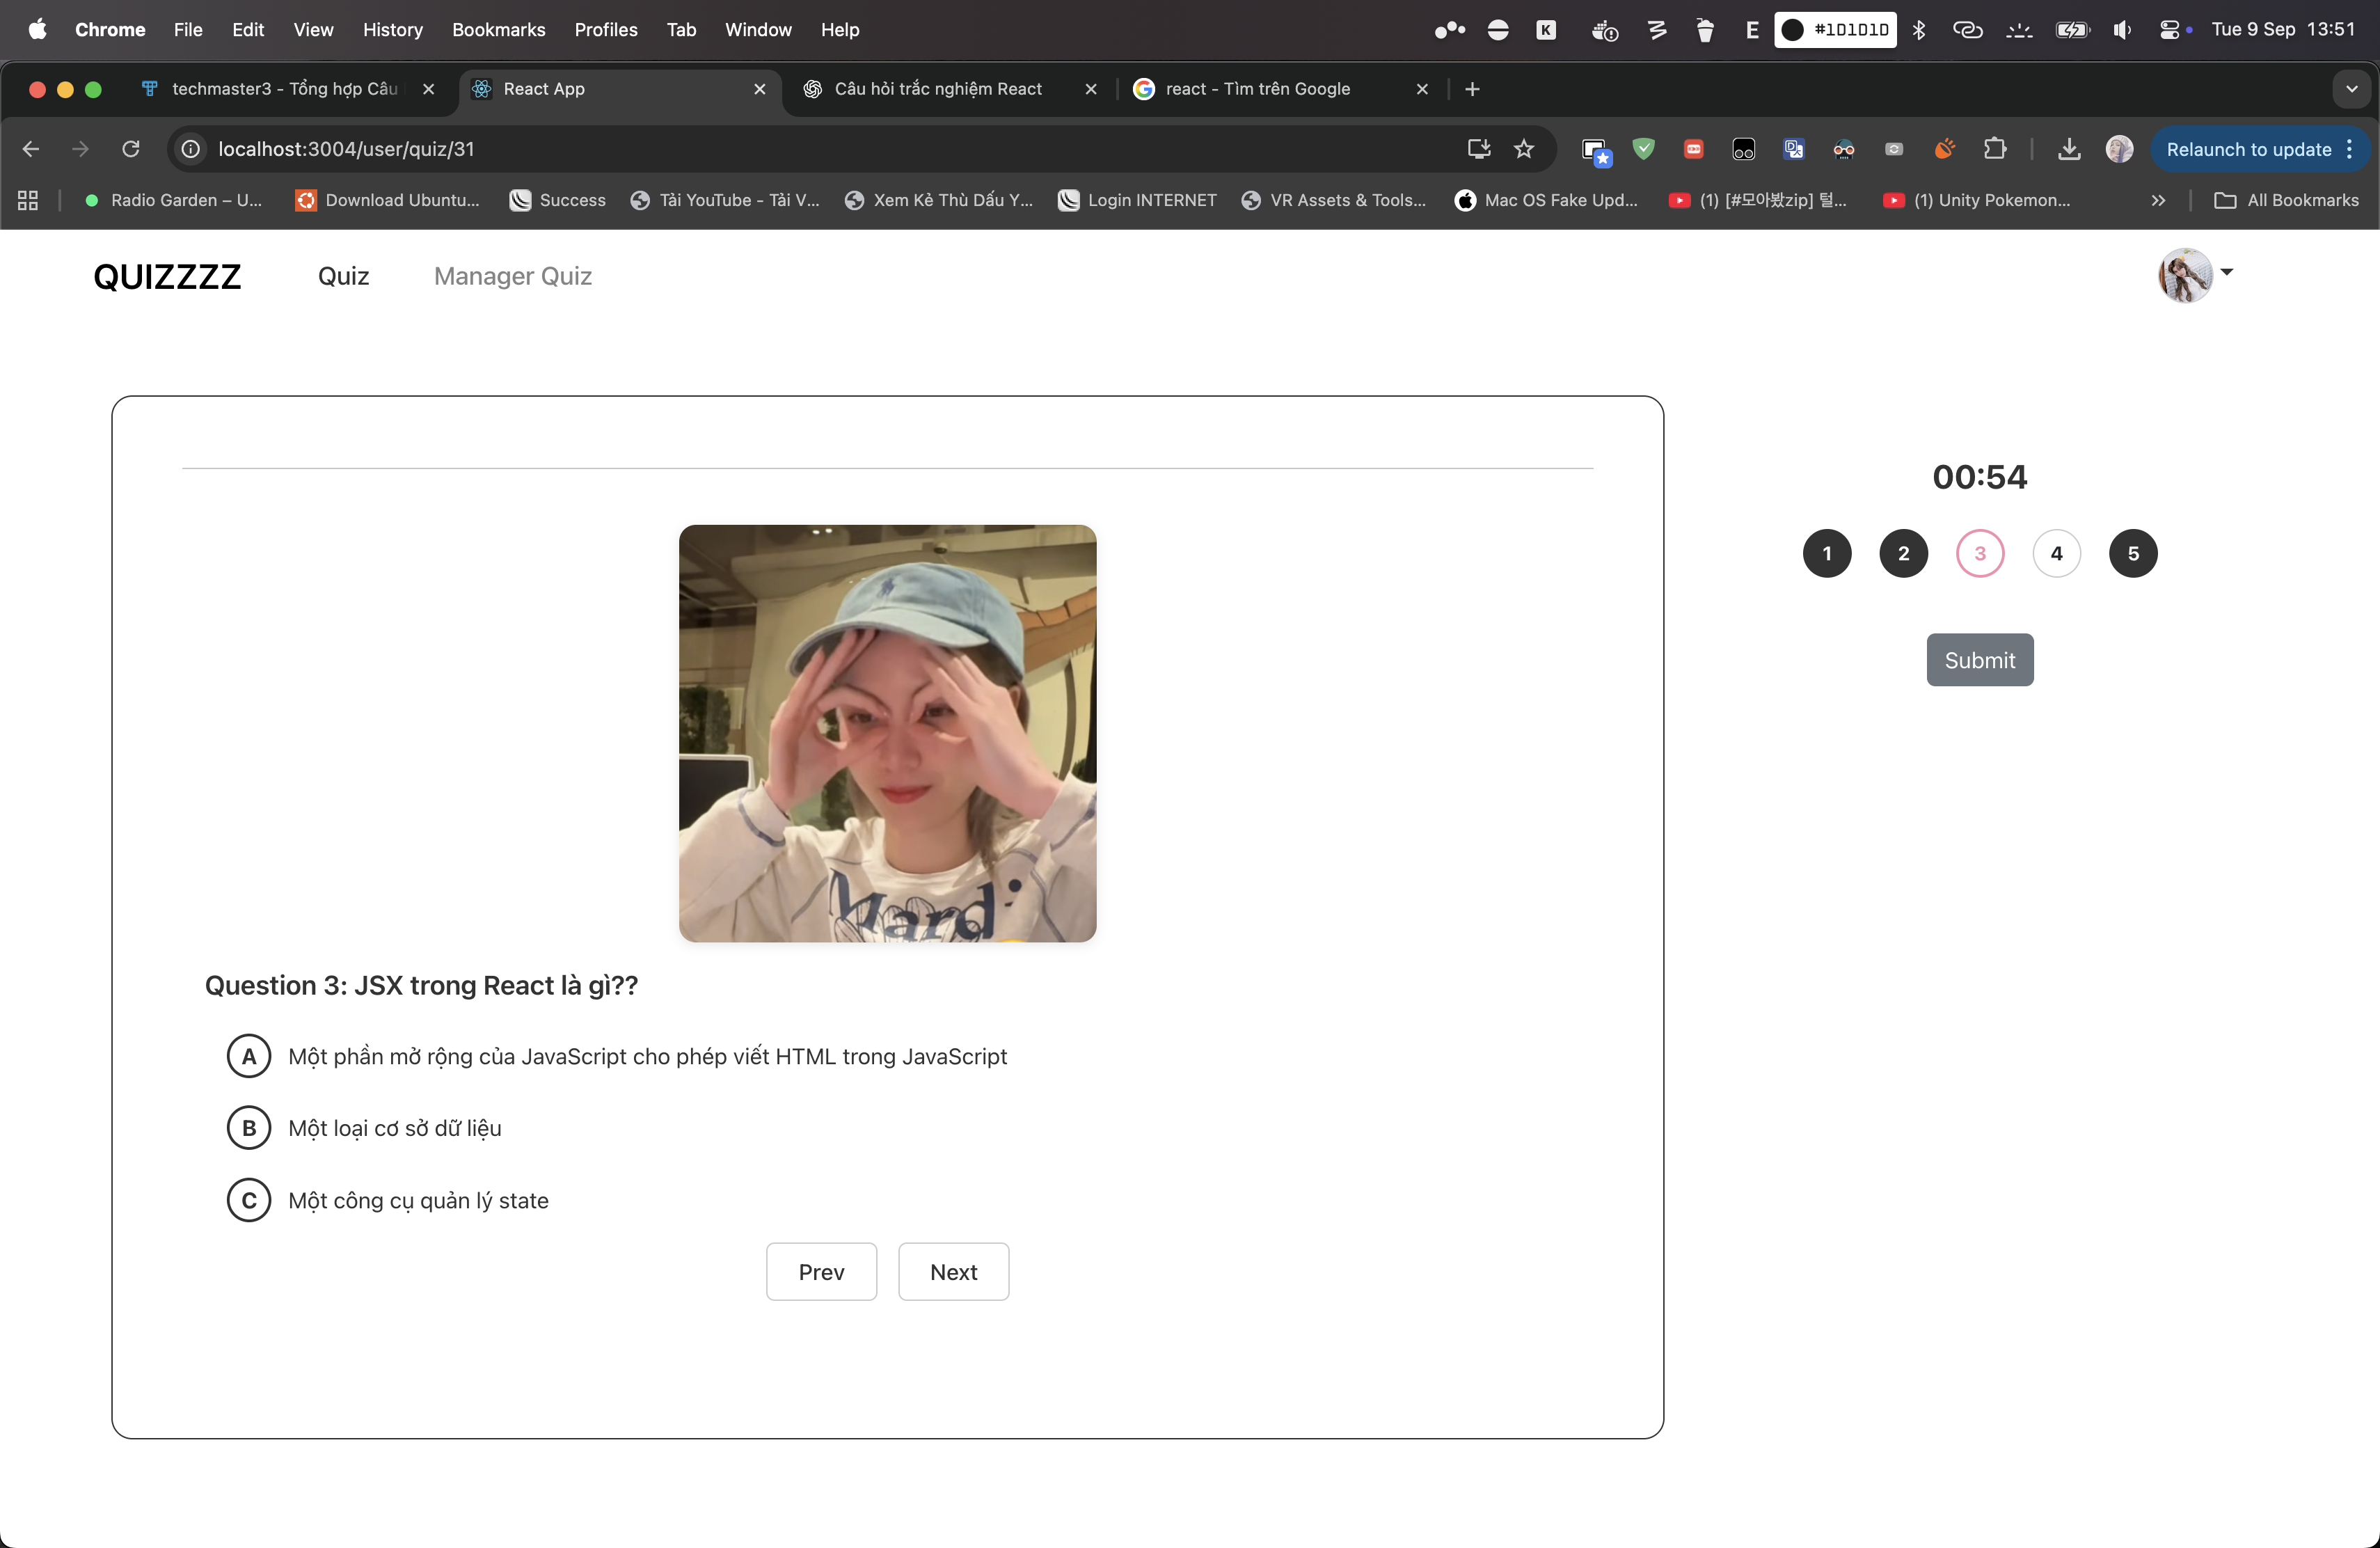 Chrome File Edit View History Bookmarks Profiles Tab Window Help K E #1D1D1D Tue 9 Sep 13:51
techmaster3 - Tổng hợp Câu React App Câu hỏi trắc nghiệm React react - Tìm trên Google
localhost:3004/user/quiz/31 Relaunch to update
Radio Garden – U... Download Ubuntu... Success Tải YouTube - Tải V... Xem Kẻ Thù Dấu Y... Login INTERNET VR Assets & Tools... Mac OS Fake Upd... (1) [#모아봤zip] 털... (1) Unity Pokemon... All Bookmarks
QUIZZZZ Quiz Manager Quiz
00:54
1 2 3 4 5
Submit
Mardi
Question 3: JSX trong React là gì??
A Một phần mở rộng của JavaScript cho phép viết HTML trong JavaScript
B Một loại cơ sở dữ liệu
C Một công cụ quản lý state
Prev Next